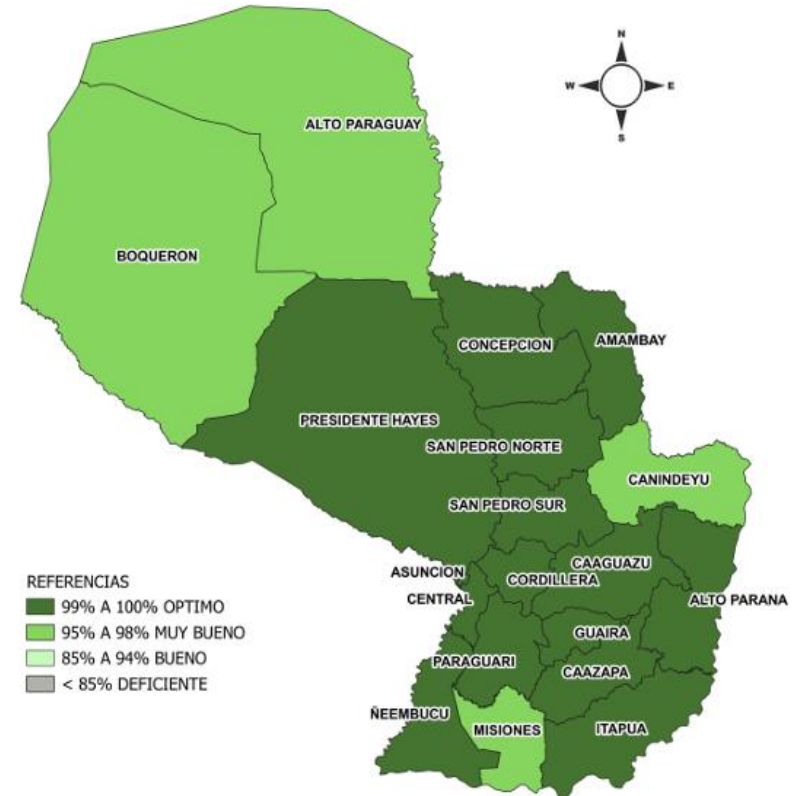 N
W
E
S
ALTO PARAGUAY
BOQUERON
CONCEPCION
AMAMBAY
PRESIDENTE HAYES
SAN PEDRO NORTE
CANINDEYU
SAN PEDRO SUR
ASUNCION
CAAGUAZU
CORDILLERA
CENTRAL
ALTO PARANA
GUAIRA
PARAGUARI
CAAZAPA
ÑEEMBUCU
MISIONES
ITAPUA
REFERENCIAS
99% A 100% OPTIMO
95% A 98% MUY BUENO
85% A 94% BUENO
< 85% DEFICIENTE